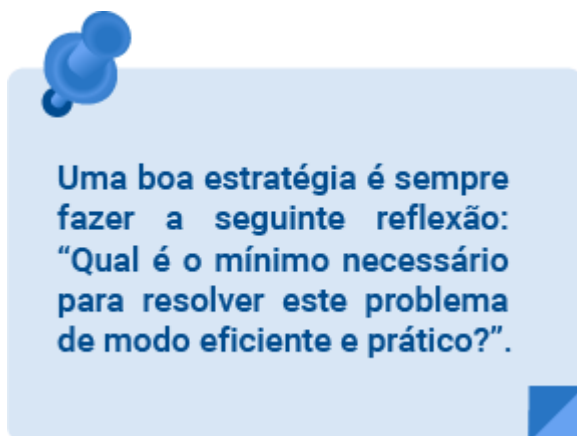 Uma boa estratégia é sempre
fazer a seguinte reflexão:
“Qual é o mínimo necessário
para resolver este problema
de modo eficiente e prático?”.